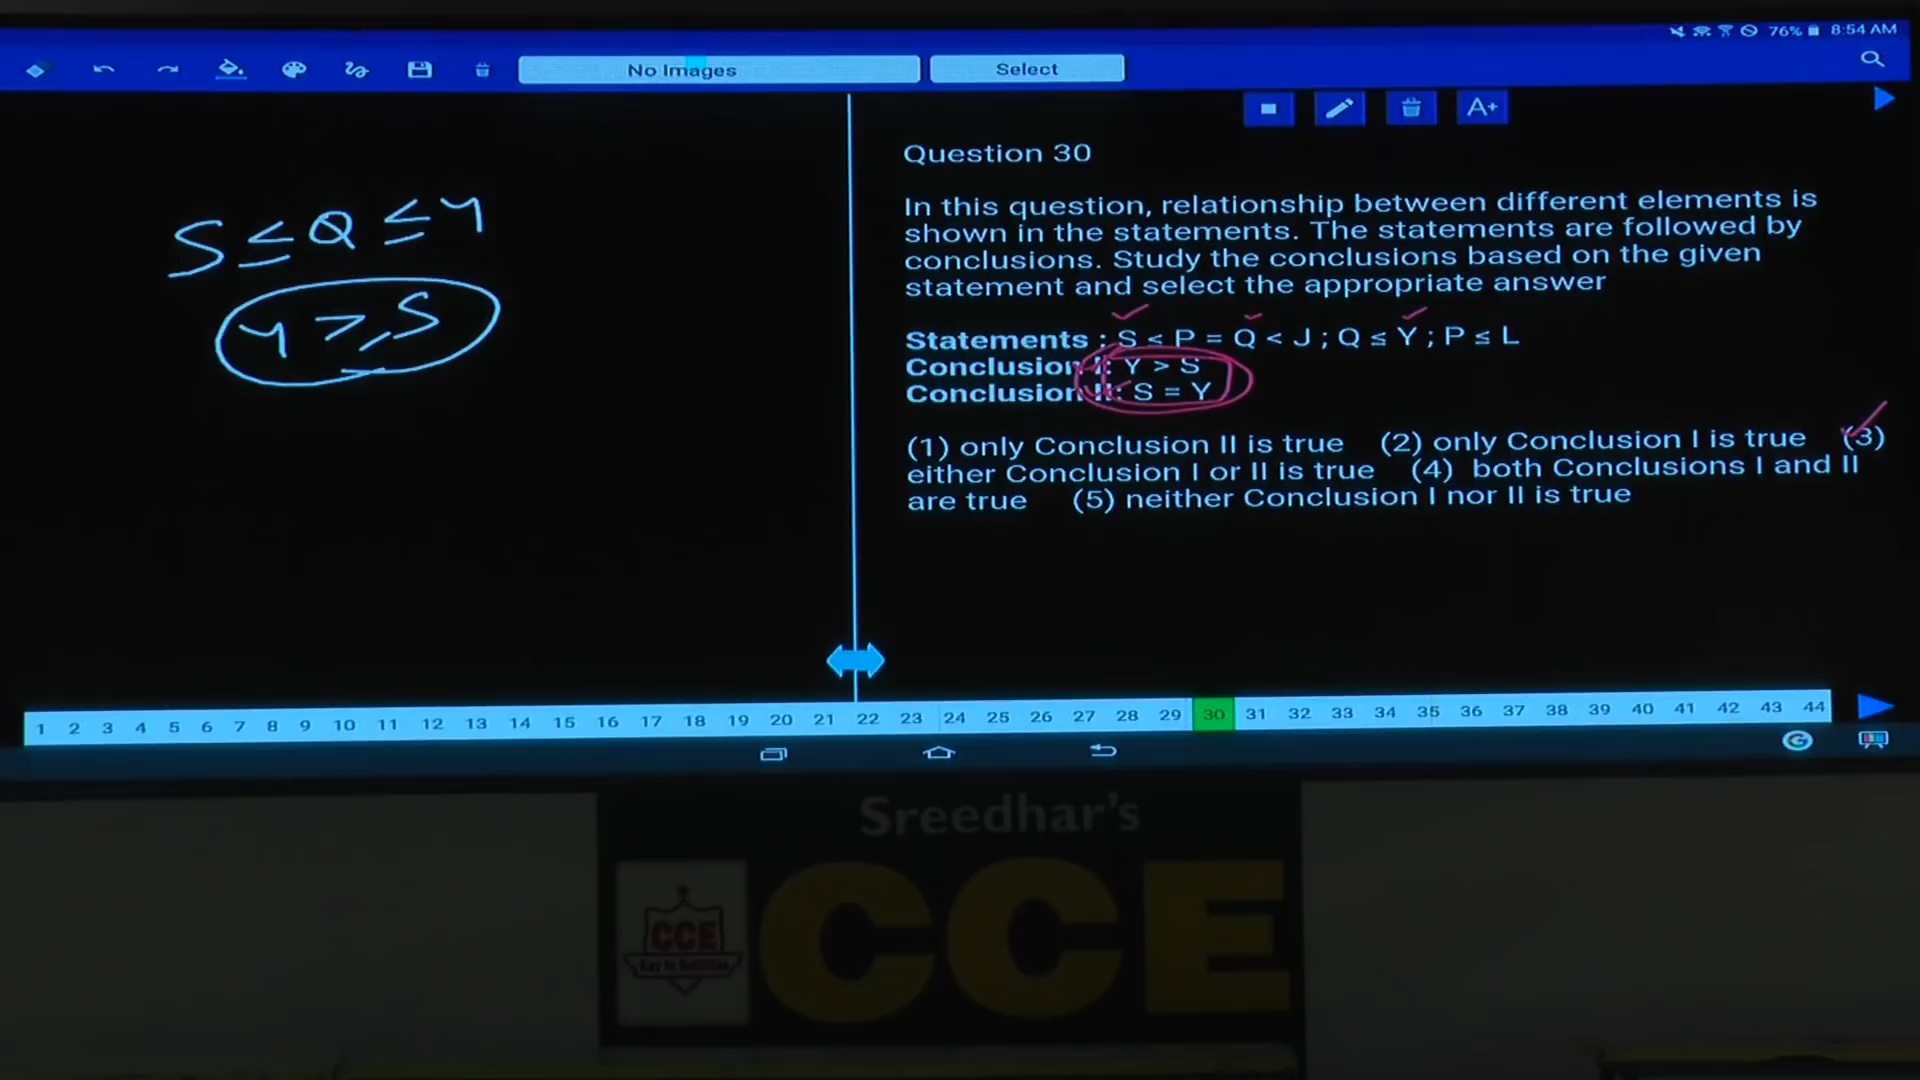 76% 8:54 AM
No Images
Select
A+
Question 30
In this question, relationship between different elements is
shown in the statements. The statements are followed by
conclusions. Study the conclusions based on the given
statement and select the appropriate answer
Statements : S < P = Q < J ; Q ≤ Y ; P ≤ L
Conclusion I: Y > S
Conclusion II: S = Y
(1) only Conclusion II is true (2) only Conclusion I is true (3)
either Conclusion I or II is true (4) both Conclusions I and II
are true (5) neither Conclusion I nor II is true
S ≤ Q ≤ Y
Y ≥ S
1 2 3 4 5 6 7 8 9 10 11 12 13 14 15 16 17 18 19 20 21 22 23 24 25 26 27 28 29 30 31 32 33 34 35 36 37 38 39 40 41 42 43 44
G
Sreedhar's
CCE
CCE